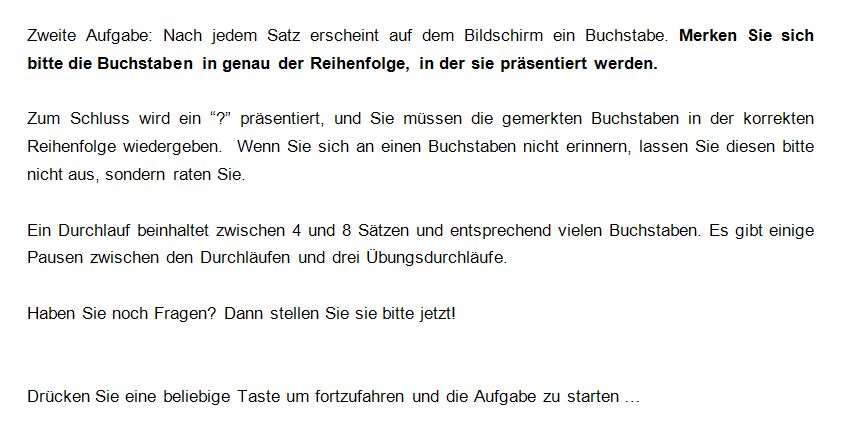 Zweite Aufgabe: Nach jedem Satz erscheint auf dem Bildschirm ein Buchstabe. Merken Sie sich
bitte die Buchstaben in genau der Reihenfolge, in der sie präsentiert werden.
Zum Schluss wird ein “?” präsentiert, und Sie müssen die gemerkten Buchstaben in der korrekten
Reihenfolge wiedergeben. Wenn Sie sich an einen Buchstaben nicht erinnern, lassen Sie diesen bitte
nicht aus, sondern raten Sie.
Ein Durchlauf beinhaltet zwischen 4 und 8 Sätzen und entsprechend vielen Buchstaben. Es gibt einige
Pausen zwischen den Durchläufen und drei Übungsdurchläufe.
Haben Sie noch Fragen? Dann stellen Sie sie bitte jetzt!
Drücken Sie eine beliebige Taste um fortzufahren und die Aufgabe zu starten …